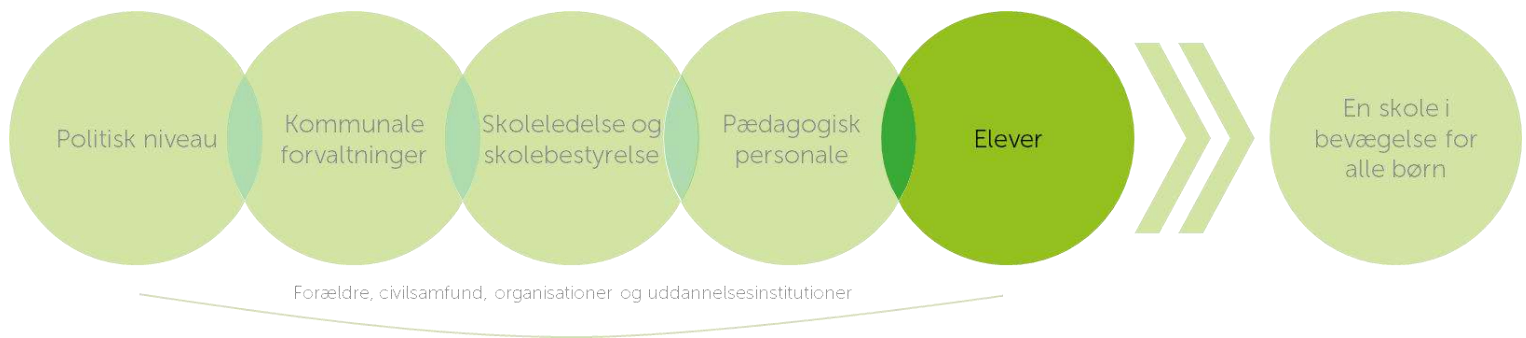 Politisk niveau
Kommunale
forvaltninger
Skoleledelse og
skolebestyrelse
Pædagogisk
personale
Elever
En skole i
bevægelse for
alle børn
Forældre, civilsamfund, organisationer og uddannelsesinstitutioner